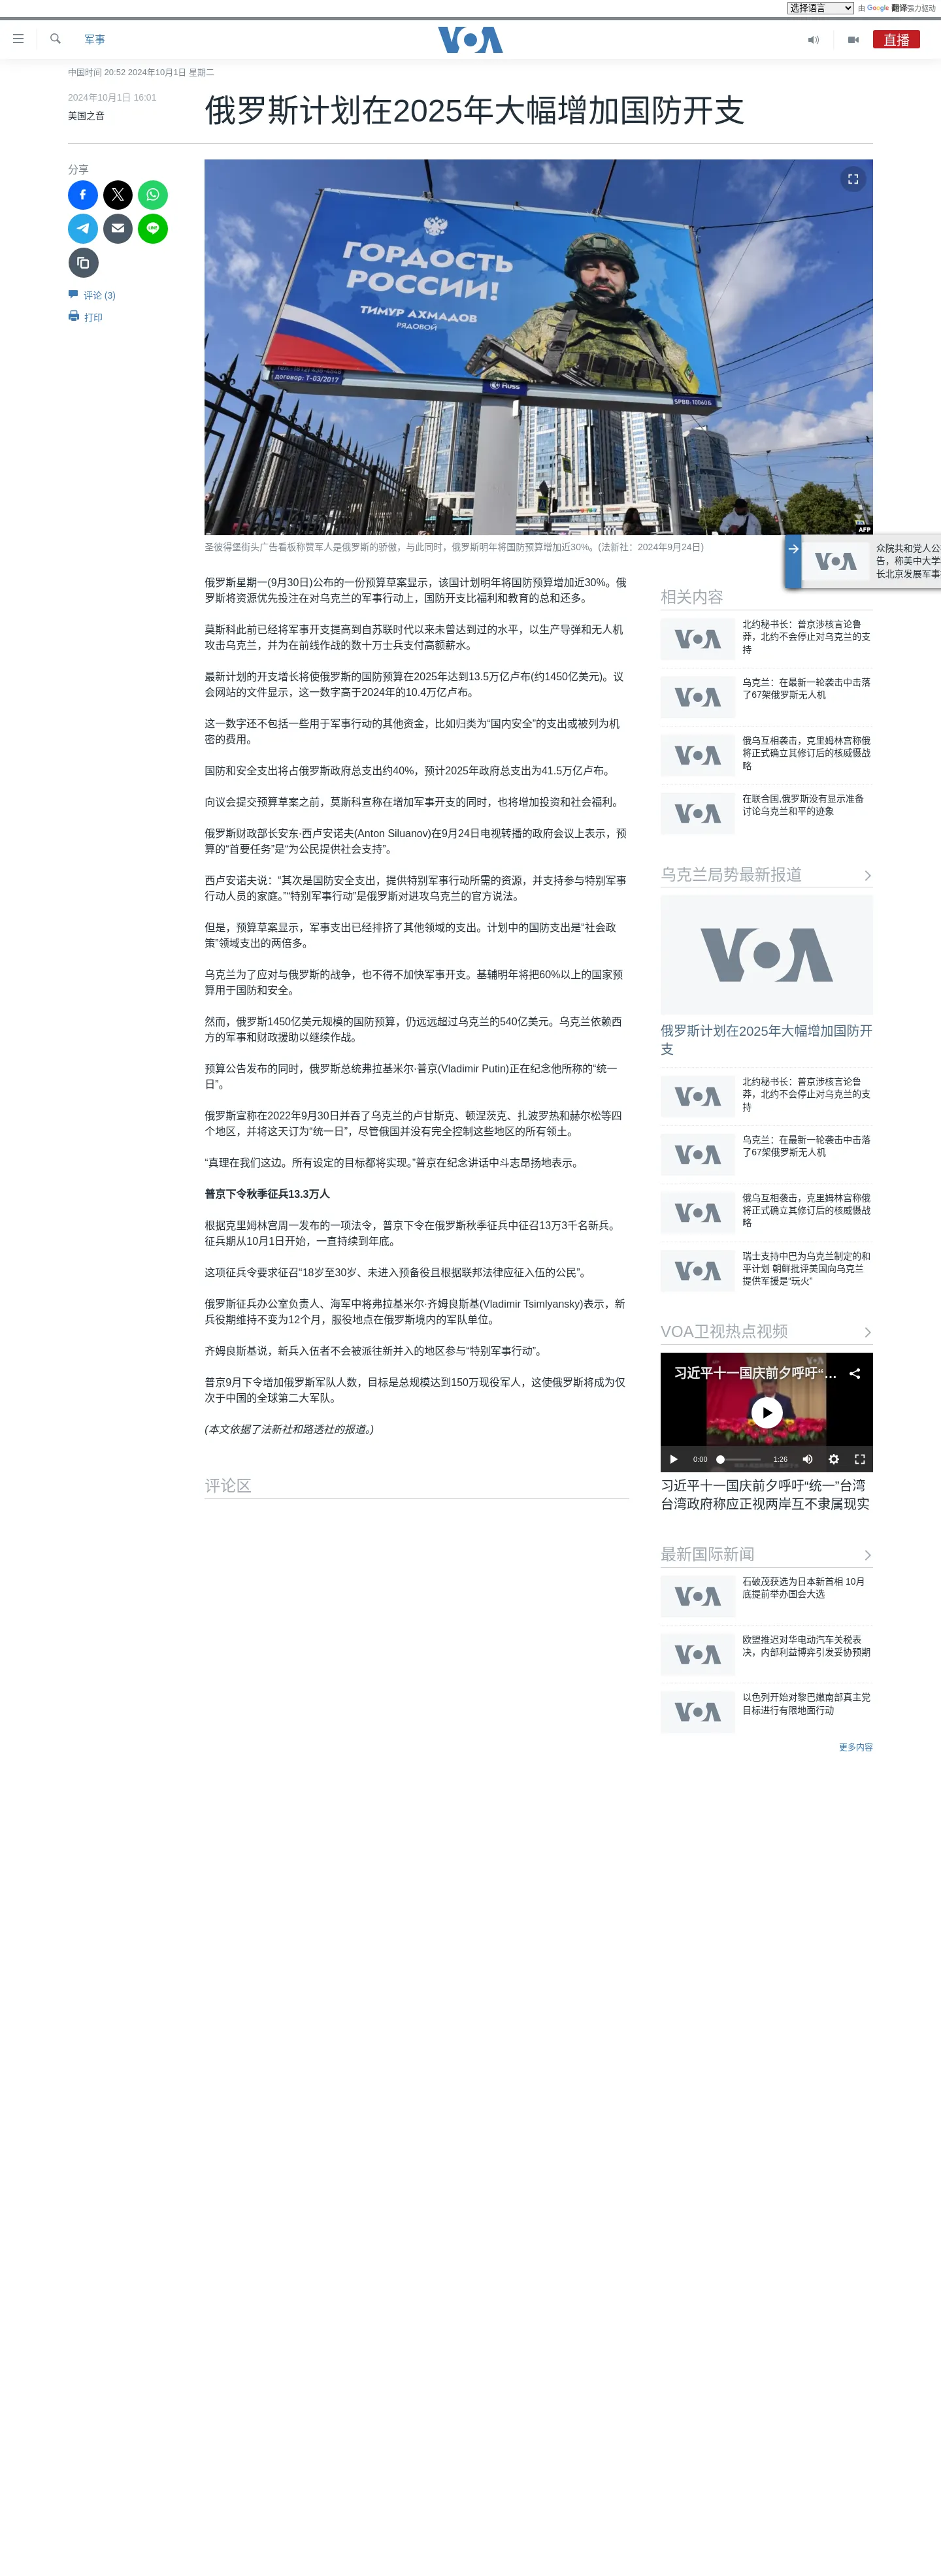 选择语言
由 Google 翻译强力驱动
军事
VOA
直播
中国时间 20:52 2024年10月1日 星期二
2024年10月1日 16:01
美国之音
俄罗斯计划在2025年大幅增加国防开支
分享
评论 (3)
打印
ГОРДОСТЬ
РОССИИ!
ТИМУР АХМАДОВ
РЯДОВОЙ
договор: Т-03/2017
Russ
AFP
圣彼得堡街头广告看板称赞军人是俄罗斯的骄傲，与此同时，俄罗斯明年将国防预算增加近30%。(法新社：2024年9月24日)
众院共和党人公
告，称美中大学
长北京发展军事
俄罗斯星期一(9月30日)公布的一份预算草案显示，该国计划明年将国防预算增加近30%。俄
罗斯将资源优先投注在对乌克兰的军事行动上，国防开支比福利和教育的总和还多。
莫斯科此前已经将军事开支提高到自苏联时代以来未曾达到过的水平，以生产导弹和无人机
攻击乌克兰，并为在前线作战的数十万士兵支付高额薪水。
最新计划的开支增长将使俄罗斯的国防预算在2025年达到13.5万亿卢布(约1450亿美元)。议
会网站的文件显示，这一数字高于2024年的10.4万亿卢布。
这一数字还不包括一些用于军事行动的其他资金，比如归类为“国内安全”的支出或被列为机
密的费用。
国防和安全支出将占俄罗斯政府总支出约40%，预计2025年政府总支出为41.5万亿卢布。
向议会提交预算草案之前，莫斯科宣称在增加军事开支的同时，也将增加投资和社会福利。
俄罗斯财政部长安东·西卢安诺夫(Anton Siluanov)在9月24日电视转播的政府会议上表示，预
算的“首要任务”是“为公民提供社会支持”。
西卢安诺夫说：“其次是国防安全支出，提供特别军事行动所需的资源，并支持参与特别军事
行动人员的家庭。”“特别军事行动”是俄罗斯对进攻乌克兰的官方说法。
但是，预算草案显示，军事支出已经排挤了其他领域的支出。计划中的国防支出是“社会政
策”领域支出的两倍多。
乌克兰为了应对与俄罗斯的战争，也不得不加快军事开支。基辅明年将把60%以上的国家预
算用于国防和安全。
然而，俄罗斯1450亿美元规模的国防预算，仍远远超过乌克兰的540亿美元。乌克兰依赖西
方的军事和财政援助以继续作战。
预算公告发布的同时，俄罗斯总统弗拉基米尔·普京(Vladimir Putin)正在纪念他所称的“统一
日”。
俄罗斯宣称在2022年9月30日并吞了乌克兰的卢甘斯克、顿涅茨克、扎波罗热和赫尔松等四
个地区，并将这天订为“统一日”，尽管俄国并没有完全控制这些地区的所有领土。
“真理在我们这边。所有设定的目标都将实现。”普京在纪念讲话中斗志昂扬地表示。
普京下令秋季征兵13.3万人
根据克里姆林宫周一发布的一项法令，普京下令在俄罗斯秋季征兵中征召13万3千名新兵。
征兵期从10月1日开始，一直持续到年底。
这项征兵令要求征召“18岁至30岁、未进入预备役且根据联邦法律应征入伍的公民”。
俄罗斯征兵办公室负责人、海军中将弗拉基米尔·齐姆良斯基(Vladimir Tsimlyansky)表示，新
兵役期维持不变为12个月，服役地点在俄罗斯境内的军队单位。
齐姆良斯基说，新兵入伍者不会被派往新并入的地区参与“特别军事行动”。
普京9月下令增加俄罗斯军队人数，目标是总规模达到150万现役军人，这使俄罗斯将成为仅
次于中国的全球第二大军队。
(本文依据了法新社和路透社的报道。)
评论区
相关内容
VOA
北约秘书长：普京涉核言论鲁
莽，北约不会停止对乌克兰的支
持
VOA
乌克兰：在最新一轮袭击中击落
了67架俄罗斯无人机
VOA
俄乌互相袭击，克里姆林宫称俄
将正式确立其修订后的核威慑战
略
VOA
在联合国,俄罗斯没有显示准备
讨论乌克兰和平的迹象
乌克兰局势最新报道
VOA
俄罗斯计划在2025年大幅增加国防开
支
VOA
北约秘书长：普京涉核言论鲁
莽，北约不会停止对乌克兰的支
持
VOA
乌克兰：在最新一轮袭击中击落
了67架俄罗斯无人机
VOA
俄乌互相袭击，克里姆林宫称俄
将正式确立其修订后的核威慑战
略
VOA
瑞士支持中巴为乌克兰制定的和
平计划 朝鲜批评美国向乌克兰
提供军援是“玩火”
VOA卫视热点视频
习近平十一国庆前夕呼吁“...
0:00
1:26
习近平十一国庆前夕呼吁“统一”台湾
台湾政府称应正视两岸互不隶属现实
最新国际新闻
VOA
石破茂获选为日本新首相 10月
底提前举办国会大选
VOA
欧盟推迟对华电动汽车关税表
决，内部利益博弈引发妥协预期
VOA
以色列开始对黎巴嫩南部真主党
目标进行有限地面行动
更多内容